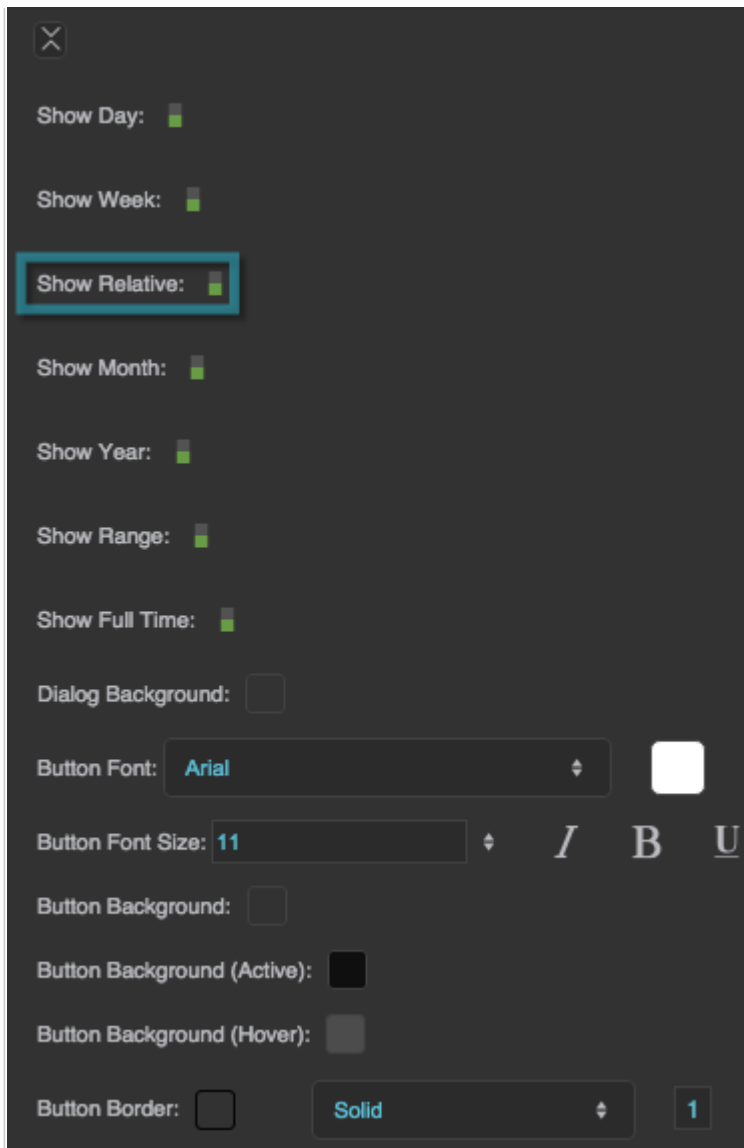 Show Day:
Show Week:
Show Relative:
Show Month:
Show Year:
Show Range:
Show Full Time:
Dialog Background:
Button Font: Arial
Button Font Size: 11 I B U
Button Background:
Button Background (Active):
Button Background (Hover):
Button Border: Solid 1